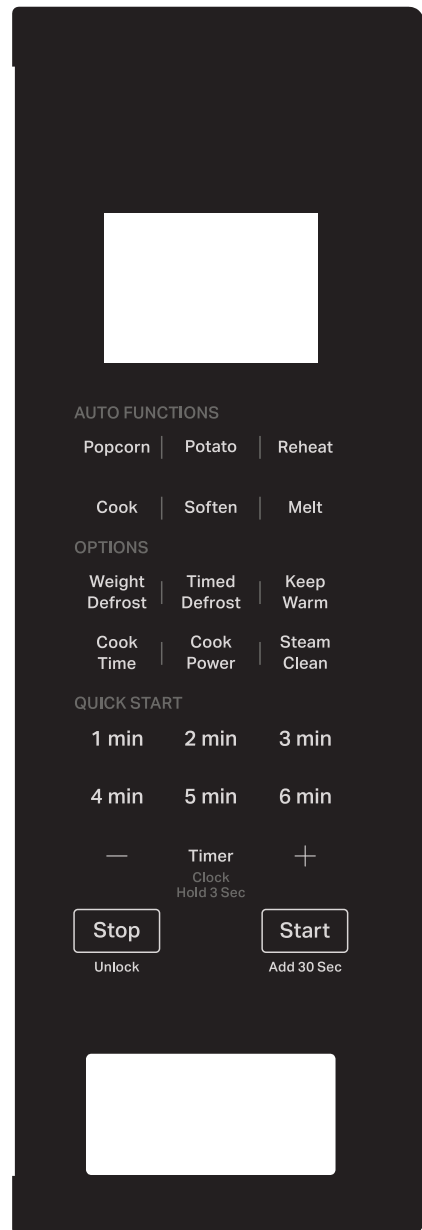 AUTO FUNCTIONS
Popcorn Potato Reheat
Cook Soften Melt
OPTIONS
Weight Timed Keep
Defrost Defrost Warm
Cook Cook Steam
Time Power Clean
QUICK START
1 min 2 min 3 min
4 min 5 min 6 min
— Timer +
Clock
Hold 3 Sec
Stop Start
Unlock Add 30 Sec